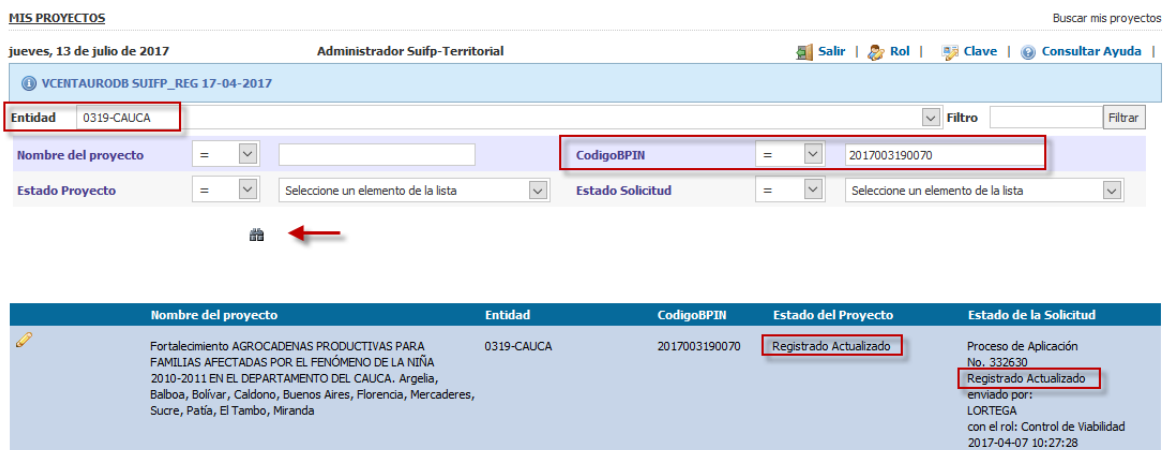 MIS PROYECTOS Buscar mis proyectos
jueves, 13 de julio de 2017 Administrador Suifp-Territorial Salir | Rol | Clave | Consultar Ayuda |
VCENTAURODB SUIFP_REG 17-04-2017
Entidad 0319-CAUCA Filtro Filtrar
Nombre del proyecto = CodigoBPIN = 2017003190070
Estado Proyecto = Seleccione un elemento de la lista Estado Solicitud = Seleccione un elemento de la lista
Nombre del proyecto Entidad CodigoBPIN Estado del Proyecto Estado de la Solicitud
Fortalecimiento AGROCADENAS PRODUCTIVAS PARA 0319-CAUCA 2017003190070 Registrado Actualizado Proceso de Aplicación
FAMILIAS AFECTADAS POR EL FENÓMENO DE LA NIÑA No. 332630
2010-2011 EN EL DEPARTAMENTO DEL CAUCA. Argelia, Registrado Actualizado
Balboa, Bolívar, Caldono, Buenos Aires, Florencia, Mercaderes, enviado por:
Sucre, Patía, El Tambo, Miranda LORTEGA
con el rol: Control de Viabilidad
2017-04-07 10:27:28